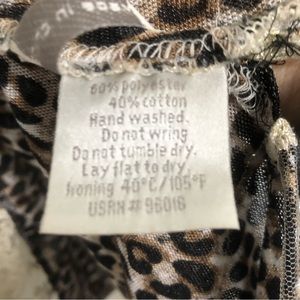 60% polyester
40% cotton
Hand washed.
Do not wring
Do not tumble dry.
Lay flat to dry
Ironing 40°C/105°F
USRN# 96016